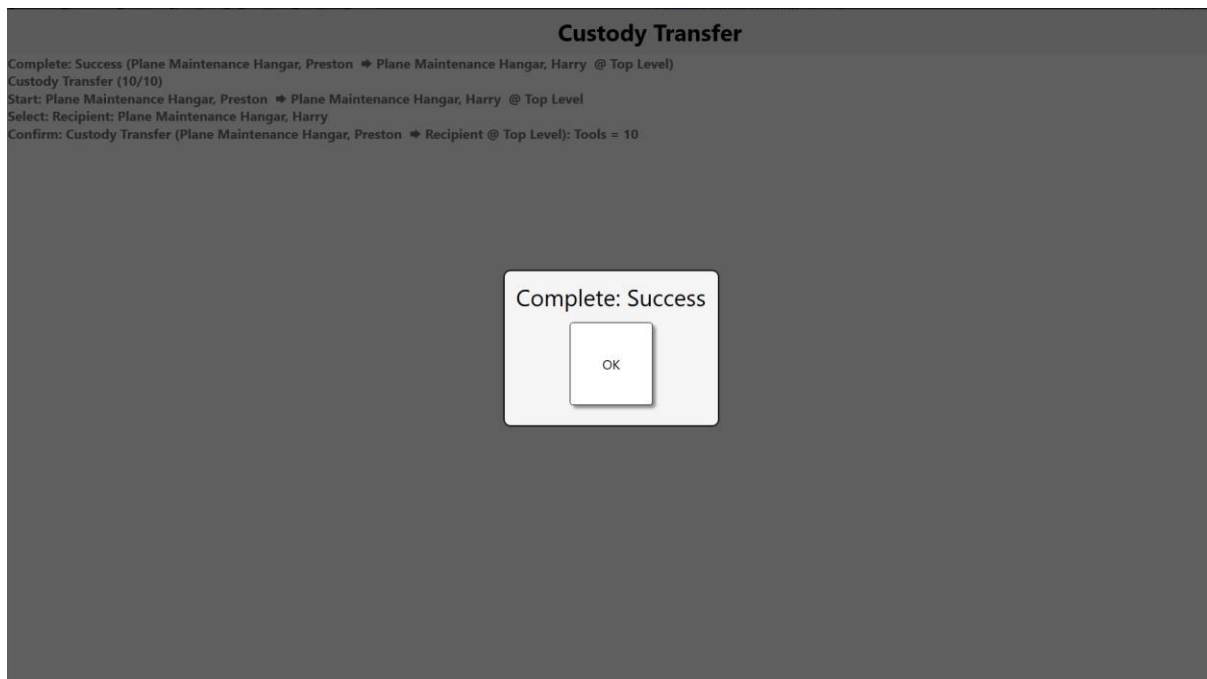 Custody Transfer
Complete: Success (Plane Maintenance Hangar, Preston ➡ Plane Maintenance Hangar, Harry @ Top Level)
Custody Transfer (10/10)
Start: Plane Maintenance Hangar, Preston ➡ Plane Maintenance Hangar, Harry @ Top Level
Select: Recipient: Plane Maintenance Hangar, Harry
Confirm: Custody Transfer (Plane Maintenance Hangar, Preston ➡ Recipient @ Top Level): Tools = 10
Complete: Success
OK